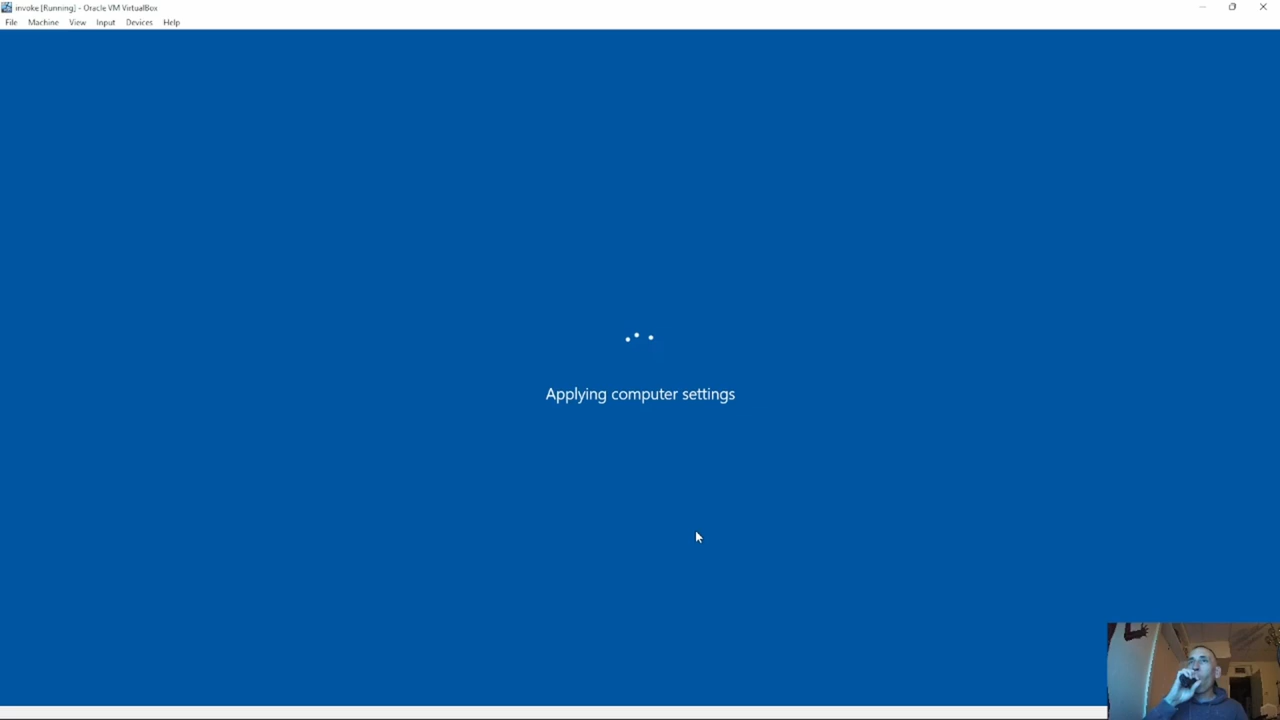 invoke [Running] - Oracle VM VirtualBox
File Machine View Input Devices Help
Applying computer settings